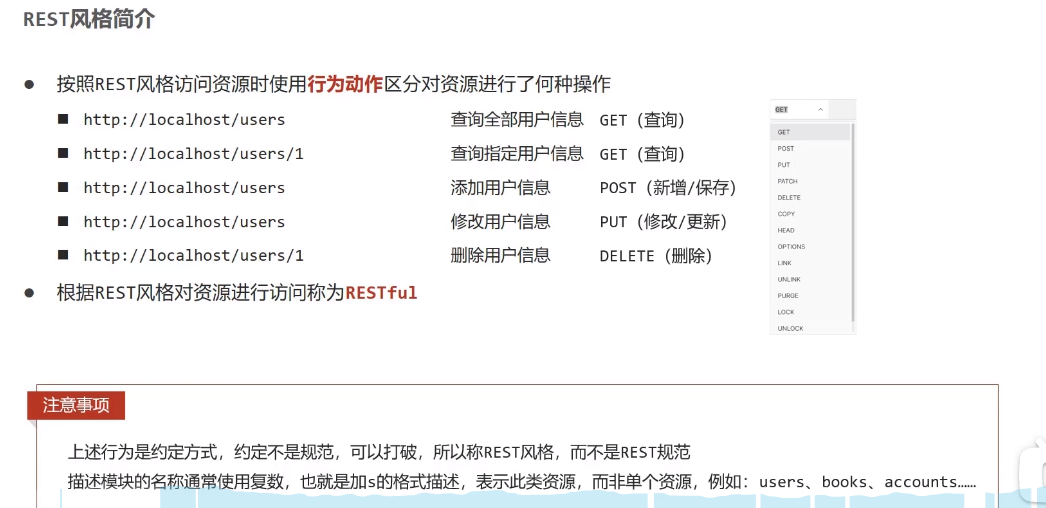 REST风格简介
按照REST风格访问资源时使用行为动作区分对资源进行了何种操作
http://localhost/users 查询全部用户信息 GET（查询）
http://localhost/users/1 查询指定用户信息 GET（查询）
http://localhost/users 添加用户信息 POST（新增/保存）
http://localhost/users 修改用户信息 PUT（修改/更新）
http://localhost/users/1 删除用户信息 DELETE（删除）
根据REST风格对资源进行访问称为RESTful
GET
GET
POST
PUT
PATCH
DELETE
COPY
HEAD
OPTIONS
LINK
UNLINK
PURGE
LOCK
UNLOCK
注意事项
上述行为是约定方式，约定不是规范，可以打破，所以称REST风格，而不是REST规范
描述模块的名称通常使用复数，也就是加s的格式描述，表示此类资源，而非单个资源，例如：users、books、accounts……